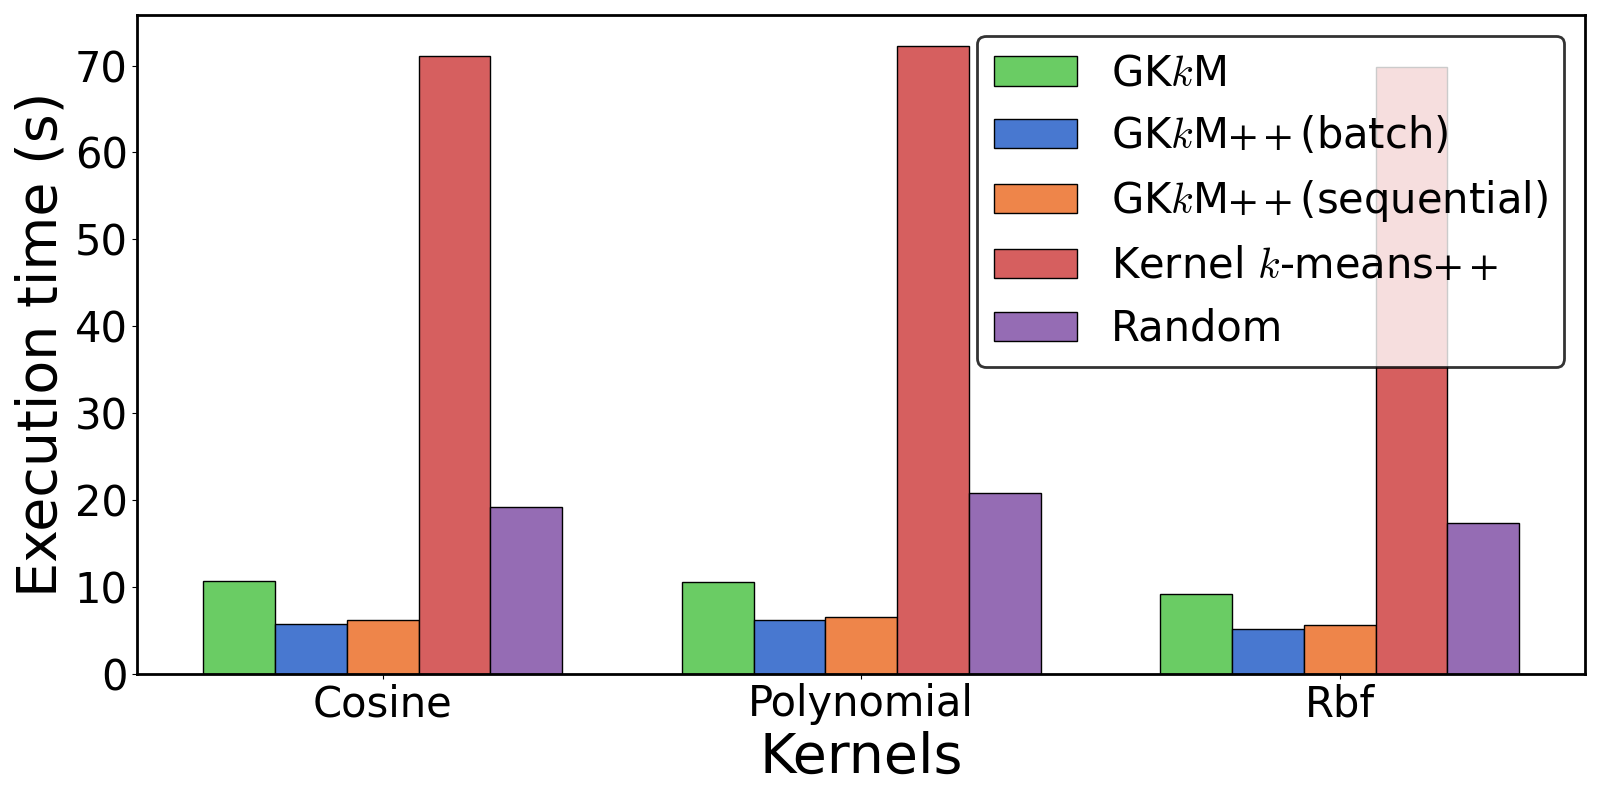 Execution time (s)
70
60
50
40
30
20
10
0
GKkM
GKkM++(batch)
GKkM++(sequential)
Kernel k-means++
Random
Cosine
Polynomial
Rbf
Kernels